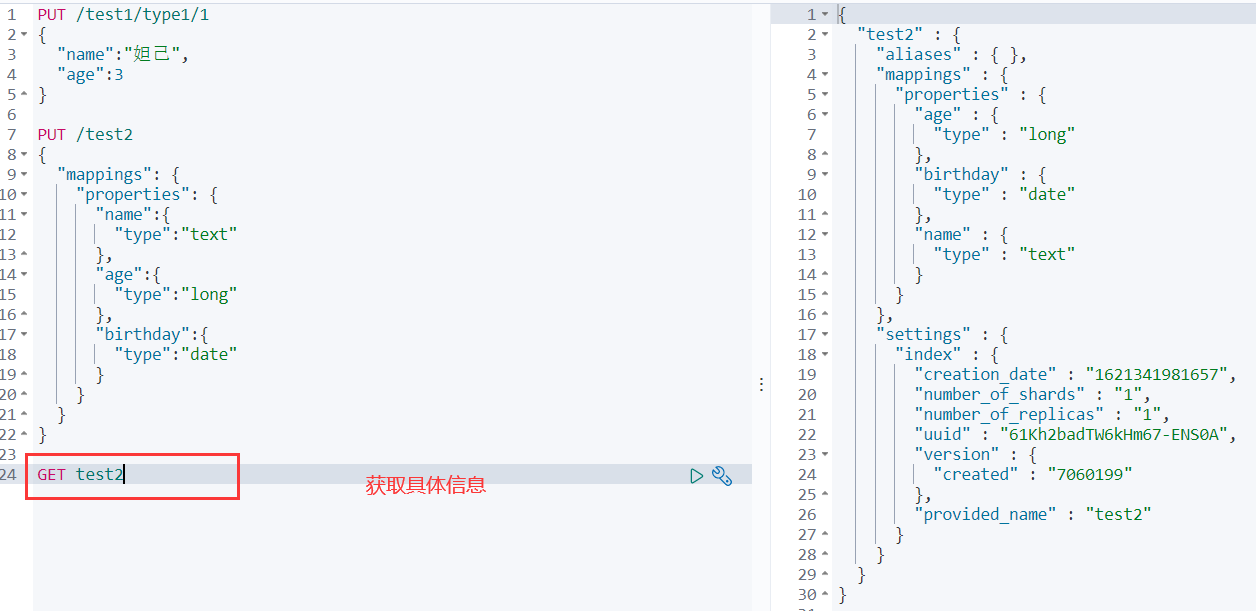 1 PUT /test1/type1/1
2 {
3 "name":"妲己",
4 "age":3
5 }
6
7 PUT /test2
8 {
9 "mappings": {
10 "properties": {
11 "name":{
12 "type":"text"
13 },
14 "age":{
15 "type":"long"
16 },
17 "birthday":{
18 "type":"date"
19 }
20 }
21 }
22 }
23
24 GET test2
获取具体信息
1 {
2 "test2" : {
3 "aliases" : { },
4 "mappings" : {
5 "properties" : {
6 "age" : {
7 "type" : "long"
8 },
9 "birthday" : {
10 "type" : "date"
11 },
12 "name" : {
13 "type" : "text"
14 }
15 }
16 },
17 "settings" : {
18 "index" : {
19 "creation_date" : "1621341981657",
20 "number_of_shards" : "1",
21 "number_of_replicas" : "1",
22 "uuid" : "61Kh2badTW6kHm67-ENS0A",
23 "version" : {
24 "created" : "7060199"
25 },
26 "provided_name" : "test2"
27 }
28 }
29 }
30 }